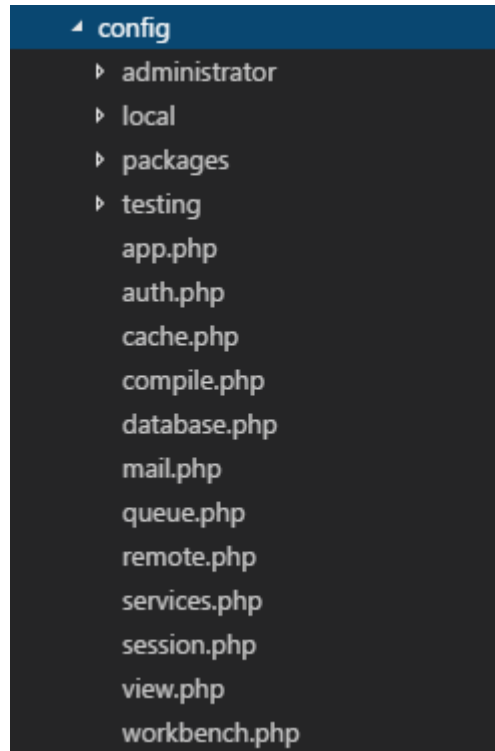 config
administrator
local
packages
testing
app.php
auth.php
cache.php
compile.php
database.php
mail.php
queue.php
remote.php
services.php
session.php
view.php
workbench.php